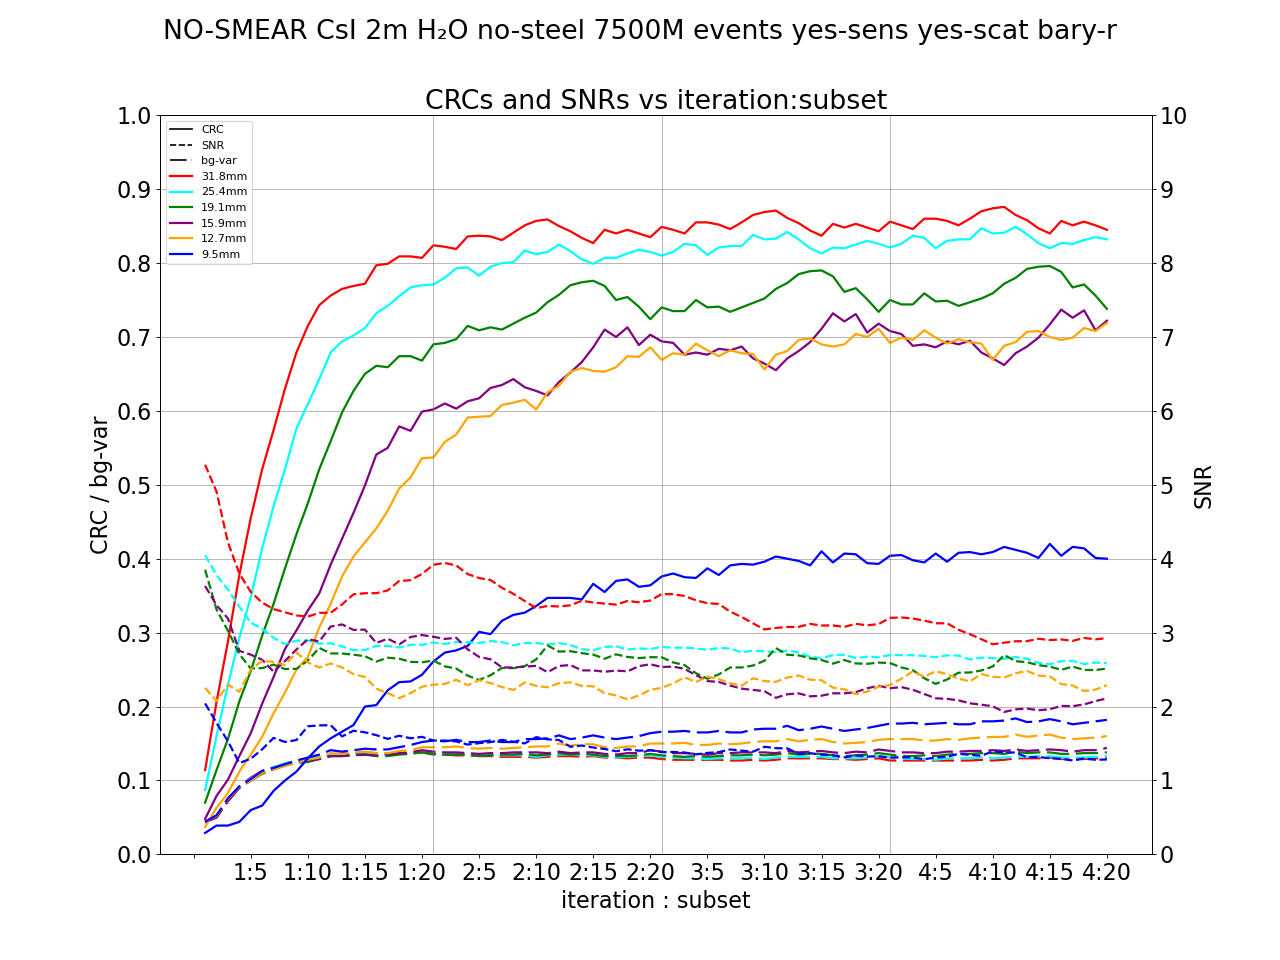 NO-SMEAR CsI 2m H₂O no-steel 7500M events yes-sens yes-scat bary-r
CRCs and SNRs vs iteration:subset
1.0
0.9
0.8
0.7
0.6
0.5
0.4
0.3
0.2
0.1
0.0
CRC / bg-var
CRC
SNR
bg-var
31.8mm
25.4mm
19.1mm
15.9mm
12.7mm
9.5mm
10
9
8
7
6
5
4
3
2
1
0
SNR
1:5 1:10 1:15 1:20 2:5 2:10 2:15 2:20 3:5 3:10 3:15 3:20 4:5 4:10 4:15 4:20
iteration : subset